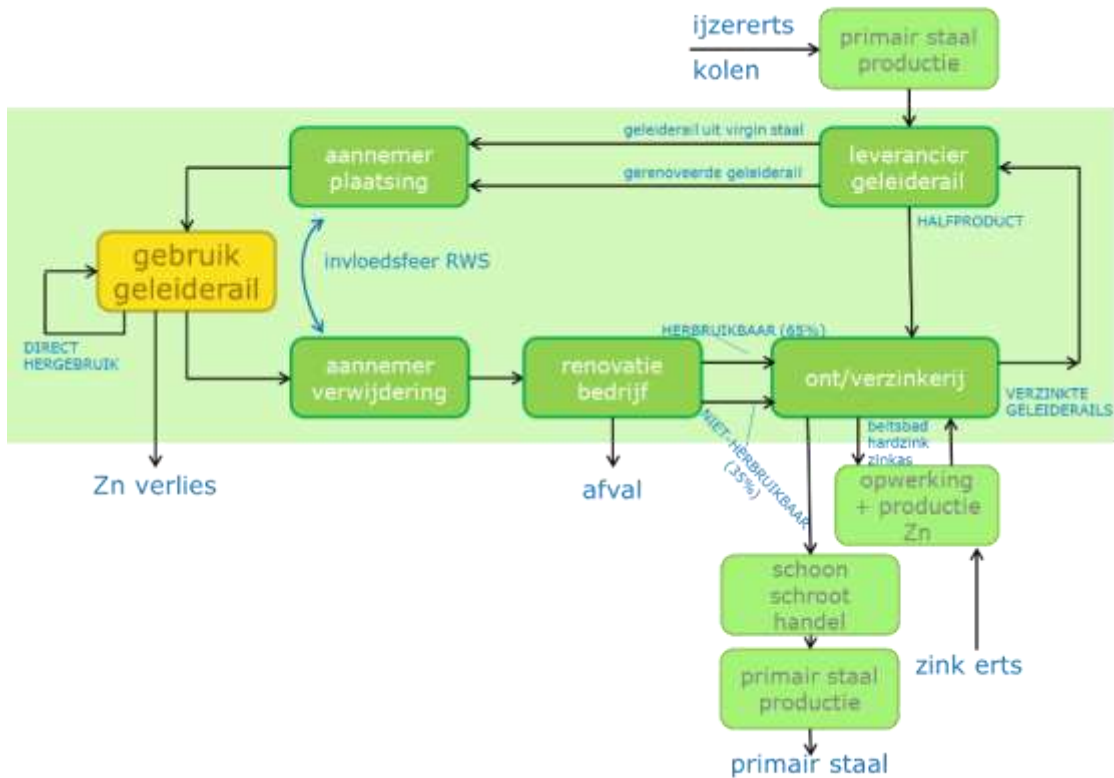 ijzererts
kolen
primair staal
productie
geleiderail uit virgin staal
gerenoveerde geleiderail
aannemer
plaatsing
leverancier
geleiderail
HALFPRODUCT
gebruik
geleiderail
invloedsfeer RWS
DIRECT
HERGEBRUIK
aannemer
verwijdering
renovatie
bedrijf
HERBRUIKBAAR (65%)
NIET-HERBRUIKBAAR
(35%)
ont/verzinkerij
VERZINKTE
GELEIDERAILS
beitsbad
hardzink
zinkas
Zn verlies
afval
opwerking
+ productie
Zn
schoon
schroot
handel
zink erts
primair staal
productie
primair staal